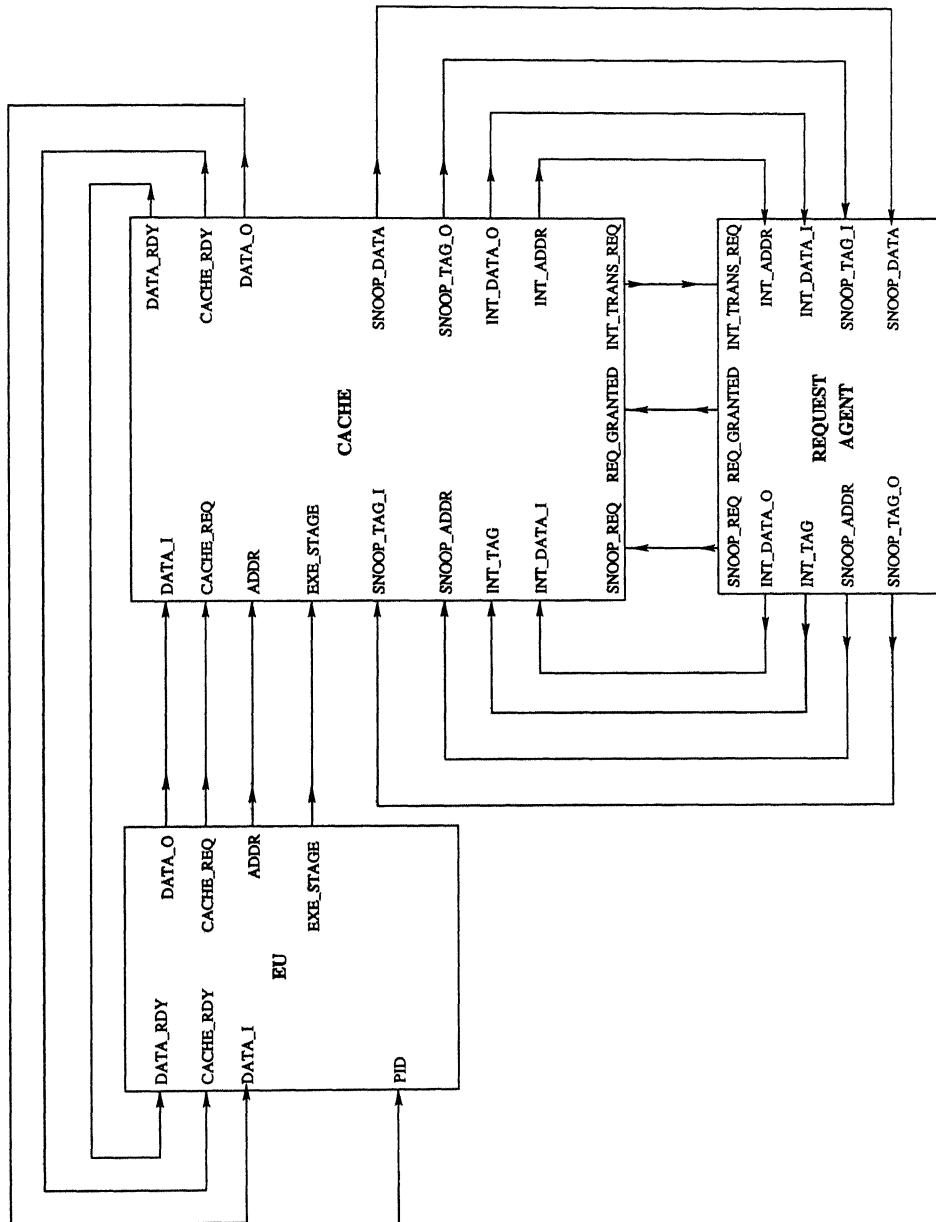 DATA_RDY
CACHE_RDY
DATA_I
PID
EU
DATA_O
CACHE_REQ
ADDR
EXE_STAGE
DATA_I
CACHE_REQ
ADDR
EXE_STAGE
SNOOP_TAG_I
SNOOP_ADDR
INT_TAG
INT_DATA_I
SNOOP_REQ
REQ_GRANTED
INT_TRANS_REQ
CACHE
DATA_RDY
CACHE_RDY
DATA_O
SNOOP_DATA
SNOOP_TAG_O
INT_DATA_O
INT_ADDR
SNOOP_REQ
REQ_GRANTED
INT_TRANS_REQ
INT_DATA_O
INT_TAG
SNOOP_ADDR
SNOOP_TAG_O
REQUEST
AGENT
INT_ADDR
INT_DATA_I
SNOOP_TAG_I
SNOOP_DATA